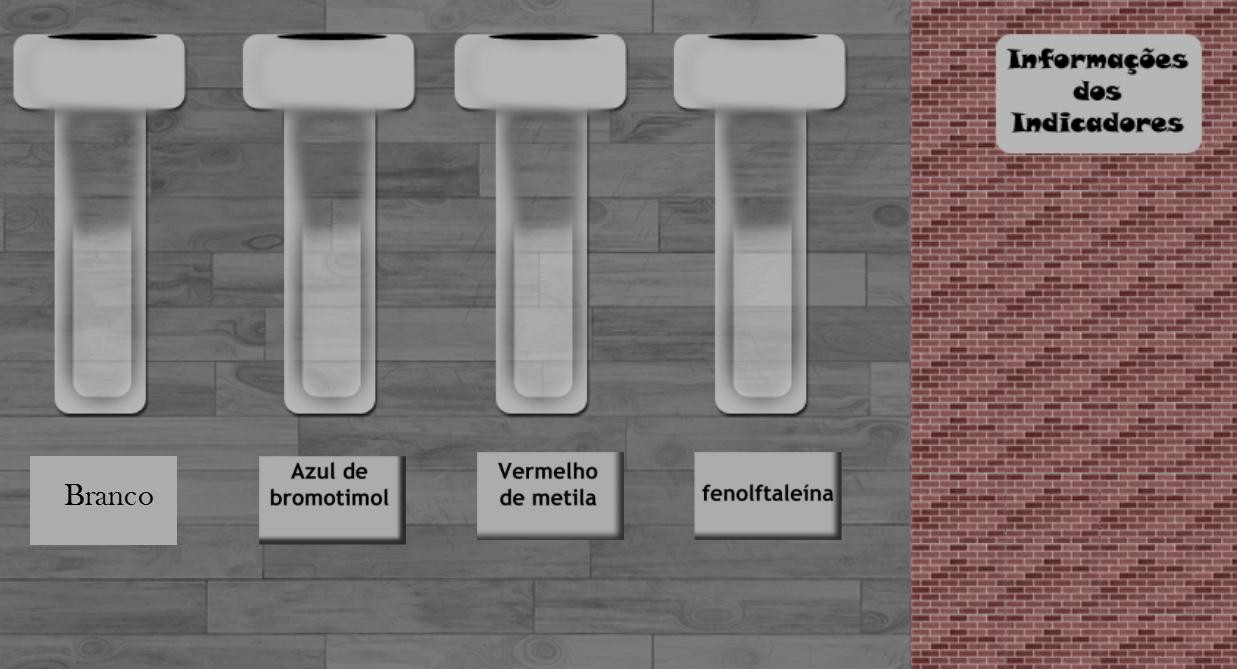 Informações
dos
Indicadores
Branco
Azul de
bromotimol
Vermelho
de metila
fenolftaleína